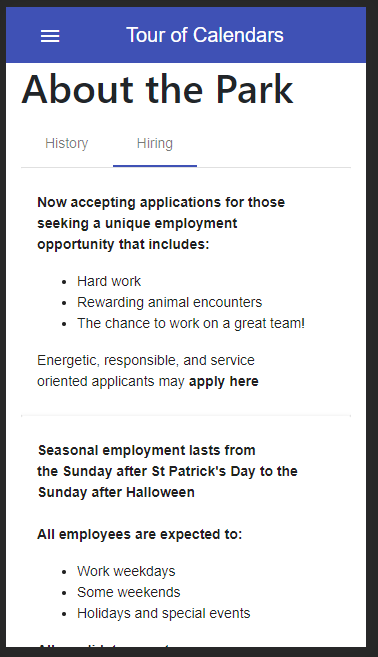 Tour of Calendars
About the Park
History Hiring
Now accepting applications for those
seeking a unique employment
opportunity that includes:
Hard work
Rewarding animal encounters
The chance to work on a great team!
Energetic, responsible, and service
oriented applicants may apply here
Seasonal employment lasts from
the Sunday after St Patrick's Day to the
Sunday after Halloween
All employees are expected to:
Work weekdays
Some weekends
Holidays and special events